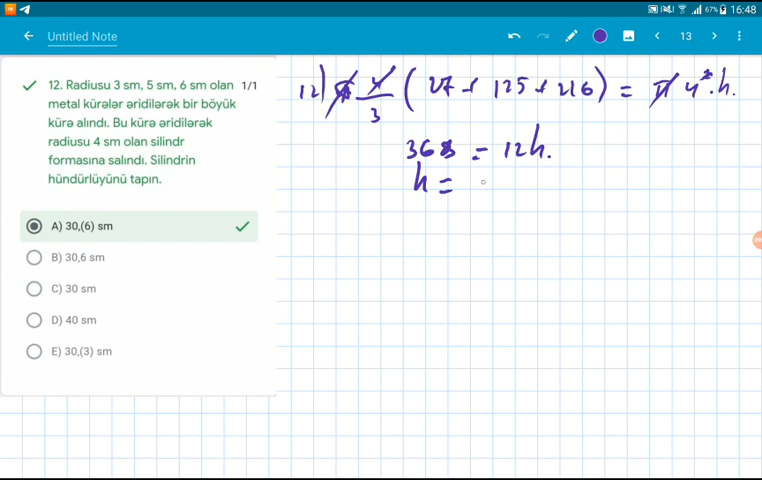 67% 16:48
Untitled Note
13
12. Radiusu 3 sm, 5 sm, 6 sm olan 1/1
metal kürələr əridilərək bir böyük
kürə alındı. Bu kürə əridilərək
radiusu 4 sm olan silindr
formasına salındı. Silindrin
hündürlüyünü tapın.
A) 30,(6) sm
B) 30,6 sm
C) 30 sm
D) 40 sm
E) 30,(3) sm
12) π 4/3 (27 + 125 + 216) = π 4². h.
368 = 12h.
h =